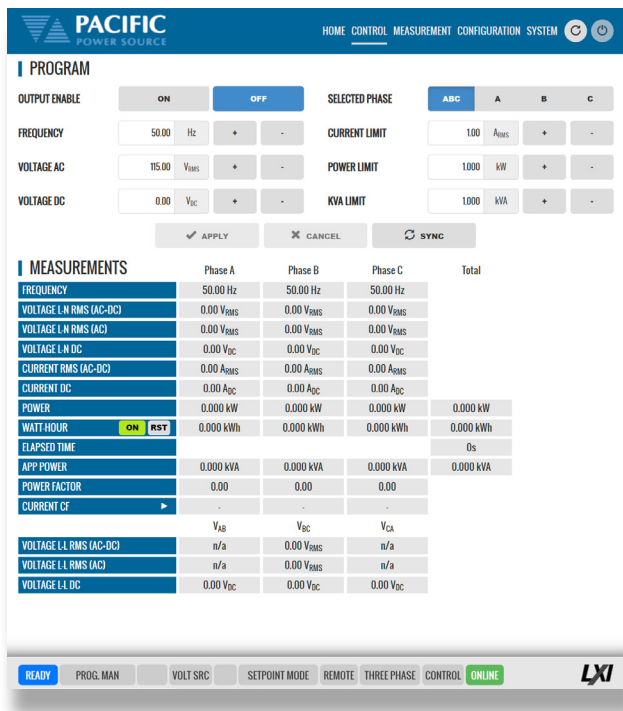 PACIFIC
POWER SOURCE
HOME CONTROL MEASUREMENT CONFIGURATION SYSTEM
PROGRAM
OUTPUT ENABLE ON OFF SELECTED PHASE ABC A B C
FREQUENCY 50.00 Hz + - CURRENT LIMIT 1.00 ARMS + -
VOLTAGE AC 115.00 VRMS + - POWER LIMIT 1.000 kW + -
VOLTAGE DC 0.00 VDC + - KVA LIMIT 1.000 kVA + -
APPLY CANCEL SYNC
MEASUREMENTS Phase A Phase B Phase C Total
FREQUENCY 50.00 Hz 50.00 Hz 50.00 Hz
VOLTAGE L-N RMS (AC-DC) 0.00 VRMS 0.00 VRMS 0.00 VRMS
VOLTAGE L-N RMS (AC) 0.00 VRMS 0.00 VRMS 0.00 VRMS
VOLTAGE L-N DC 0.00 VDC 0.00 VDC 0.00 VDC
CURRENT RMS (AC-DC) 0.00 ARMS 0.00 ARMS 0.00 ARMS
CURRENT DC 0.00 ADC 0.00 ADC 0.00 ADC
POWER 0.000 kW 0.000 kW 0.000 kW 0.000 kW
WATT-HOUR ON RST 0.000 kWh 0.000 kWh 0.000 kWh 0.000 kWh
ELAPSED TIME 0s
APP POWER 0.000 kVA 0.000 kVA 0.000 kVA 0.000 kVA
POWER FACTOR 0.00 0.00 0.00
CURRENT CF - - -
VAB VBC VCA
VOLTAGE L-L RMS (AC-DC) n/a 0.00 VRMS n/a
VOLTAGE L-L RMS (AC) n/a 0.00 VRMS n/a
VOLTAGE L-L DC 0.00 VDC 0.00 VDC 0.00 VDC
READY PROG. MAN VOLT SRC SETPOINT MODE REMOTE THREE PHASE CONTROL ONLINE LXI